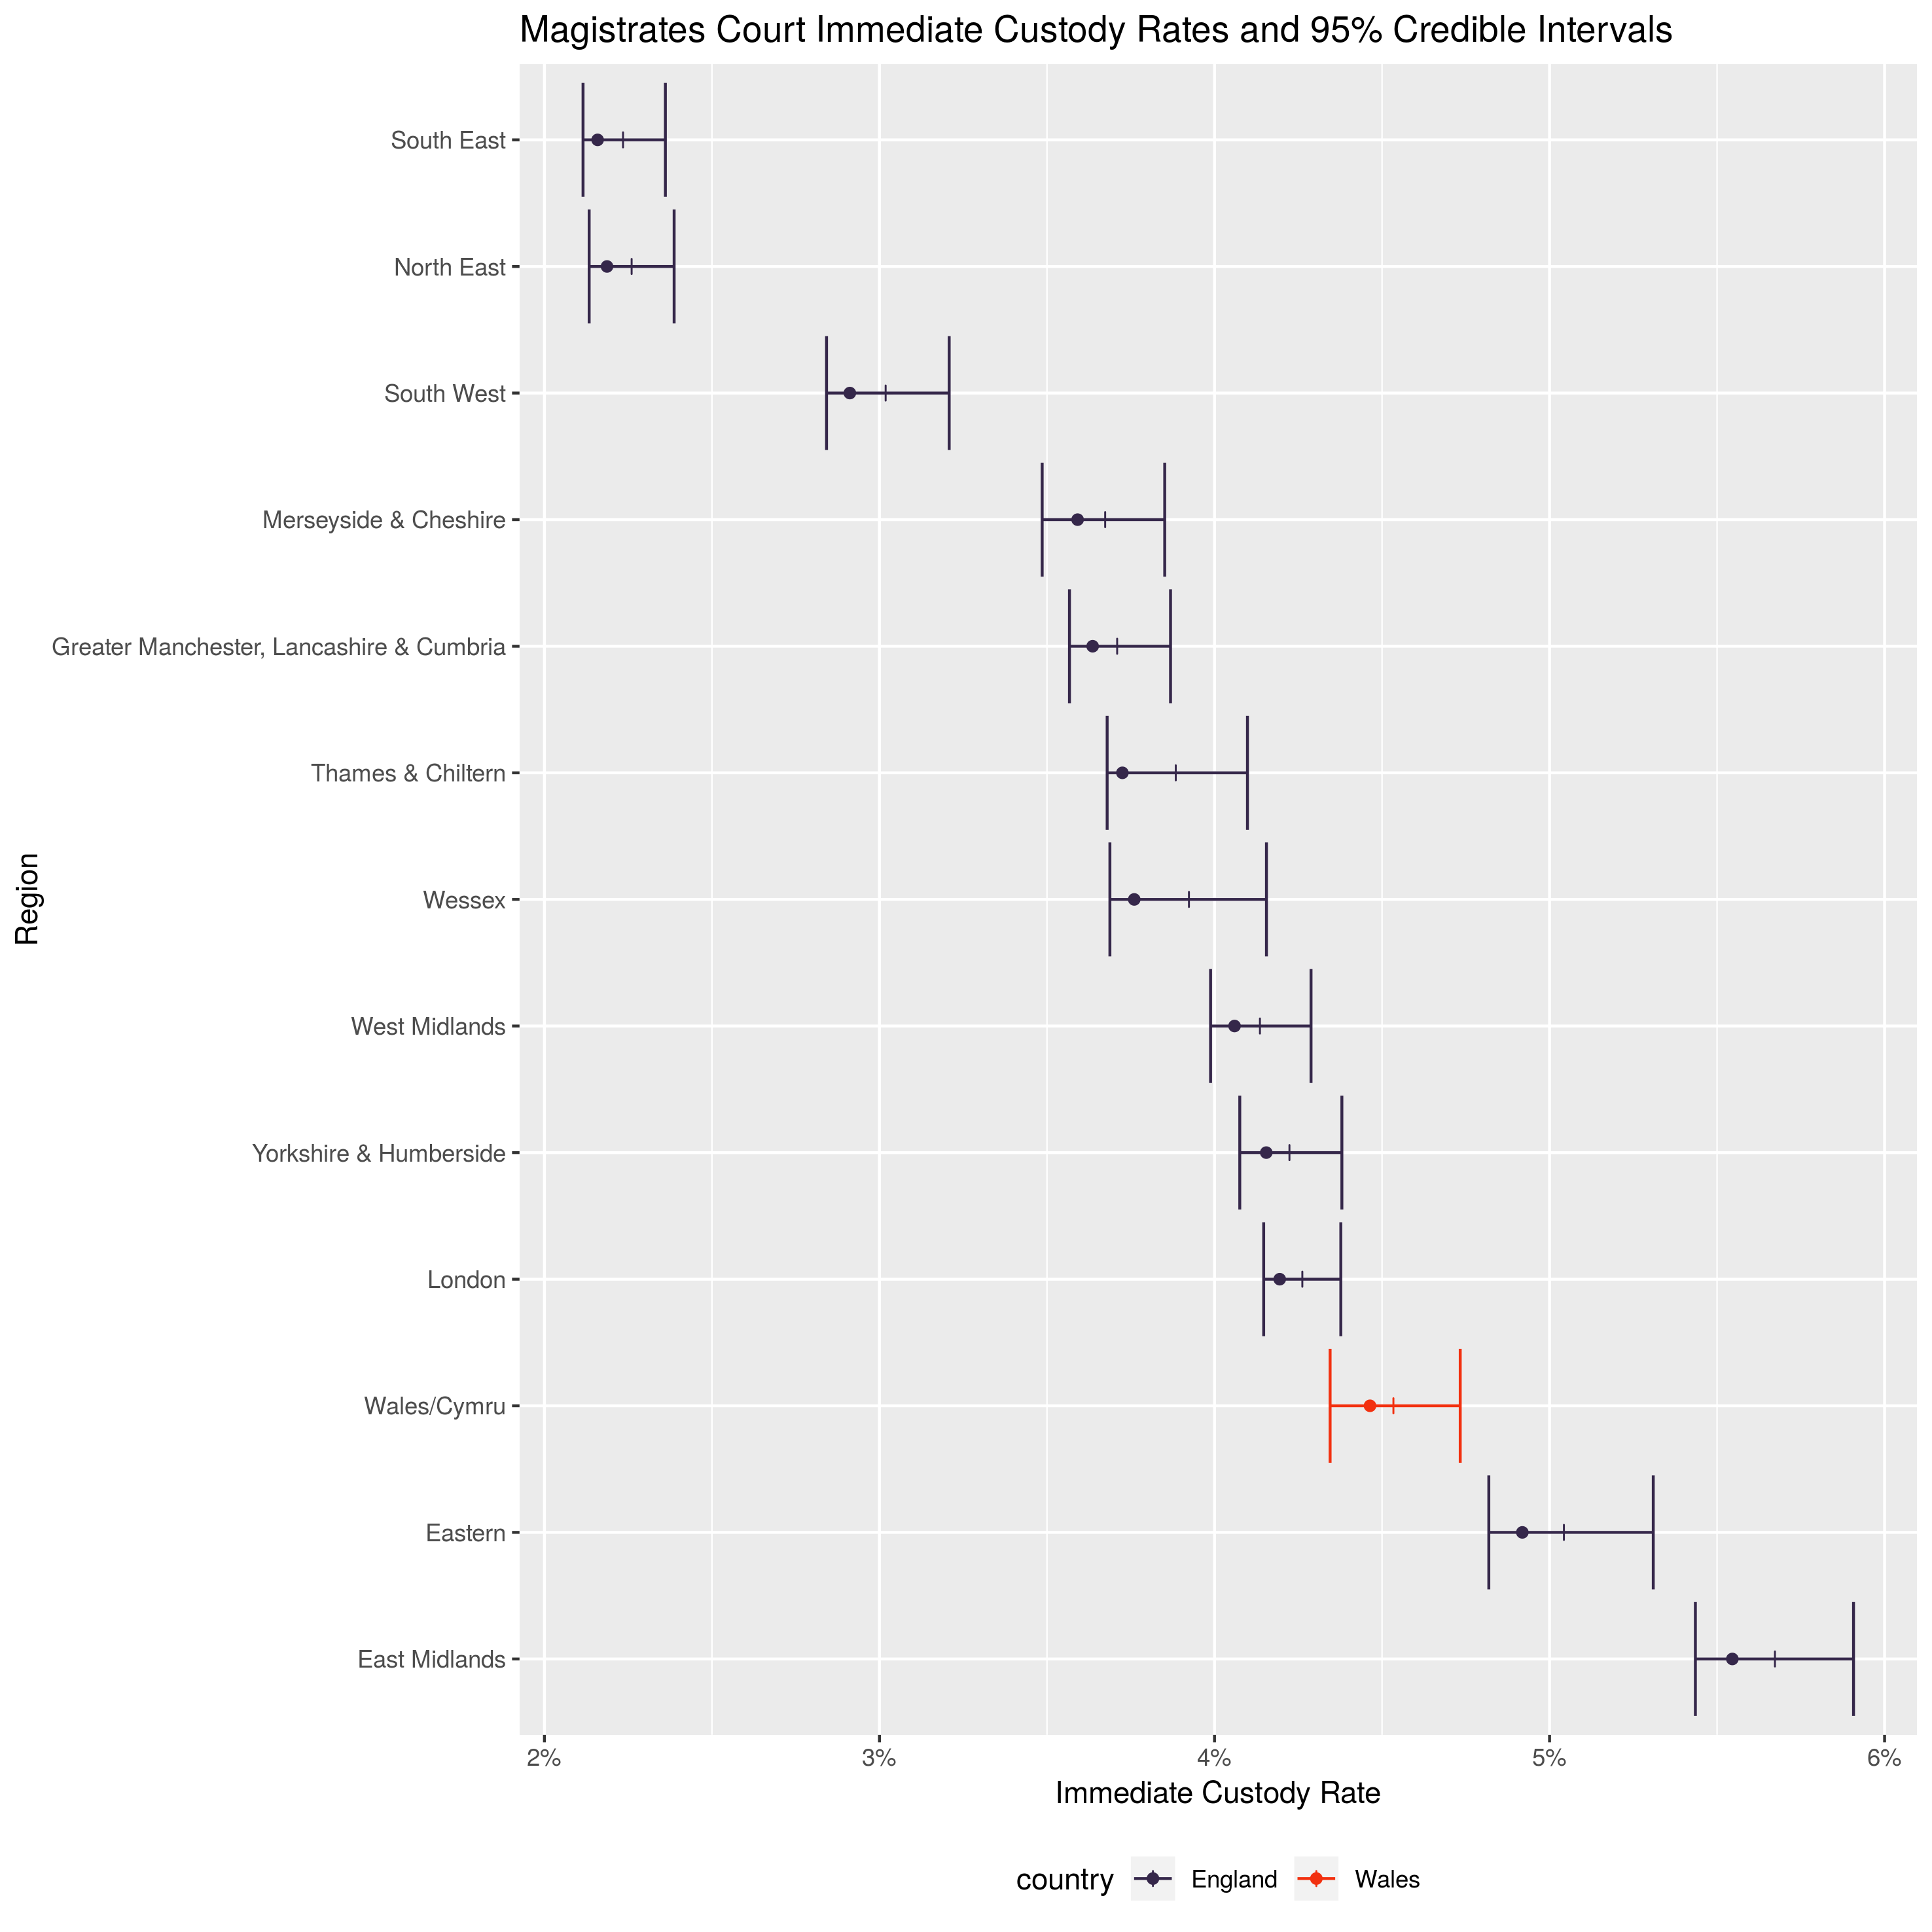 Magistrates Court Immediate Custody Rates and 95% Credible Intervals
South East
North East
South West
Merseyside & Cheshire
Greater Manchester, Lancashire & Cumbria
Thames & Chiltern
Wessex
West Midlands
Yorkshire & Humberside
London
Wales/Cymru
Eastern
East Midlands
Region
2% 3% 4% 5% 6%
Immediate Custody Rate
country England Wales